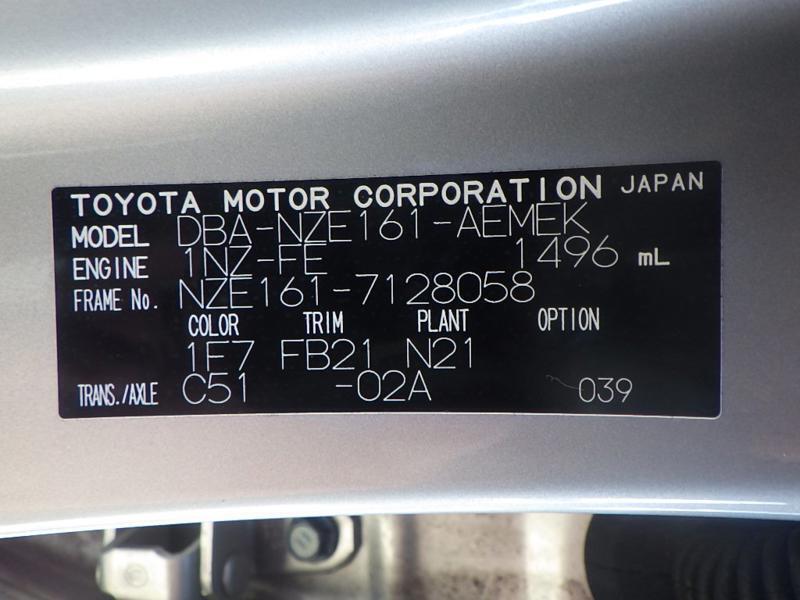 TOYOTA MOTOR CORPORATION JAPAN
MODEL DBA-NZE161-AEMEK
ENGINE 1NZ-FE 1496 mL
FRAME No. NZE161-7128058
COLOR TRIM PLANT OPTION
1F7 FB21 N21
TRANS./AXLE C51 -02A 039